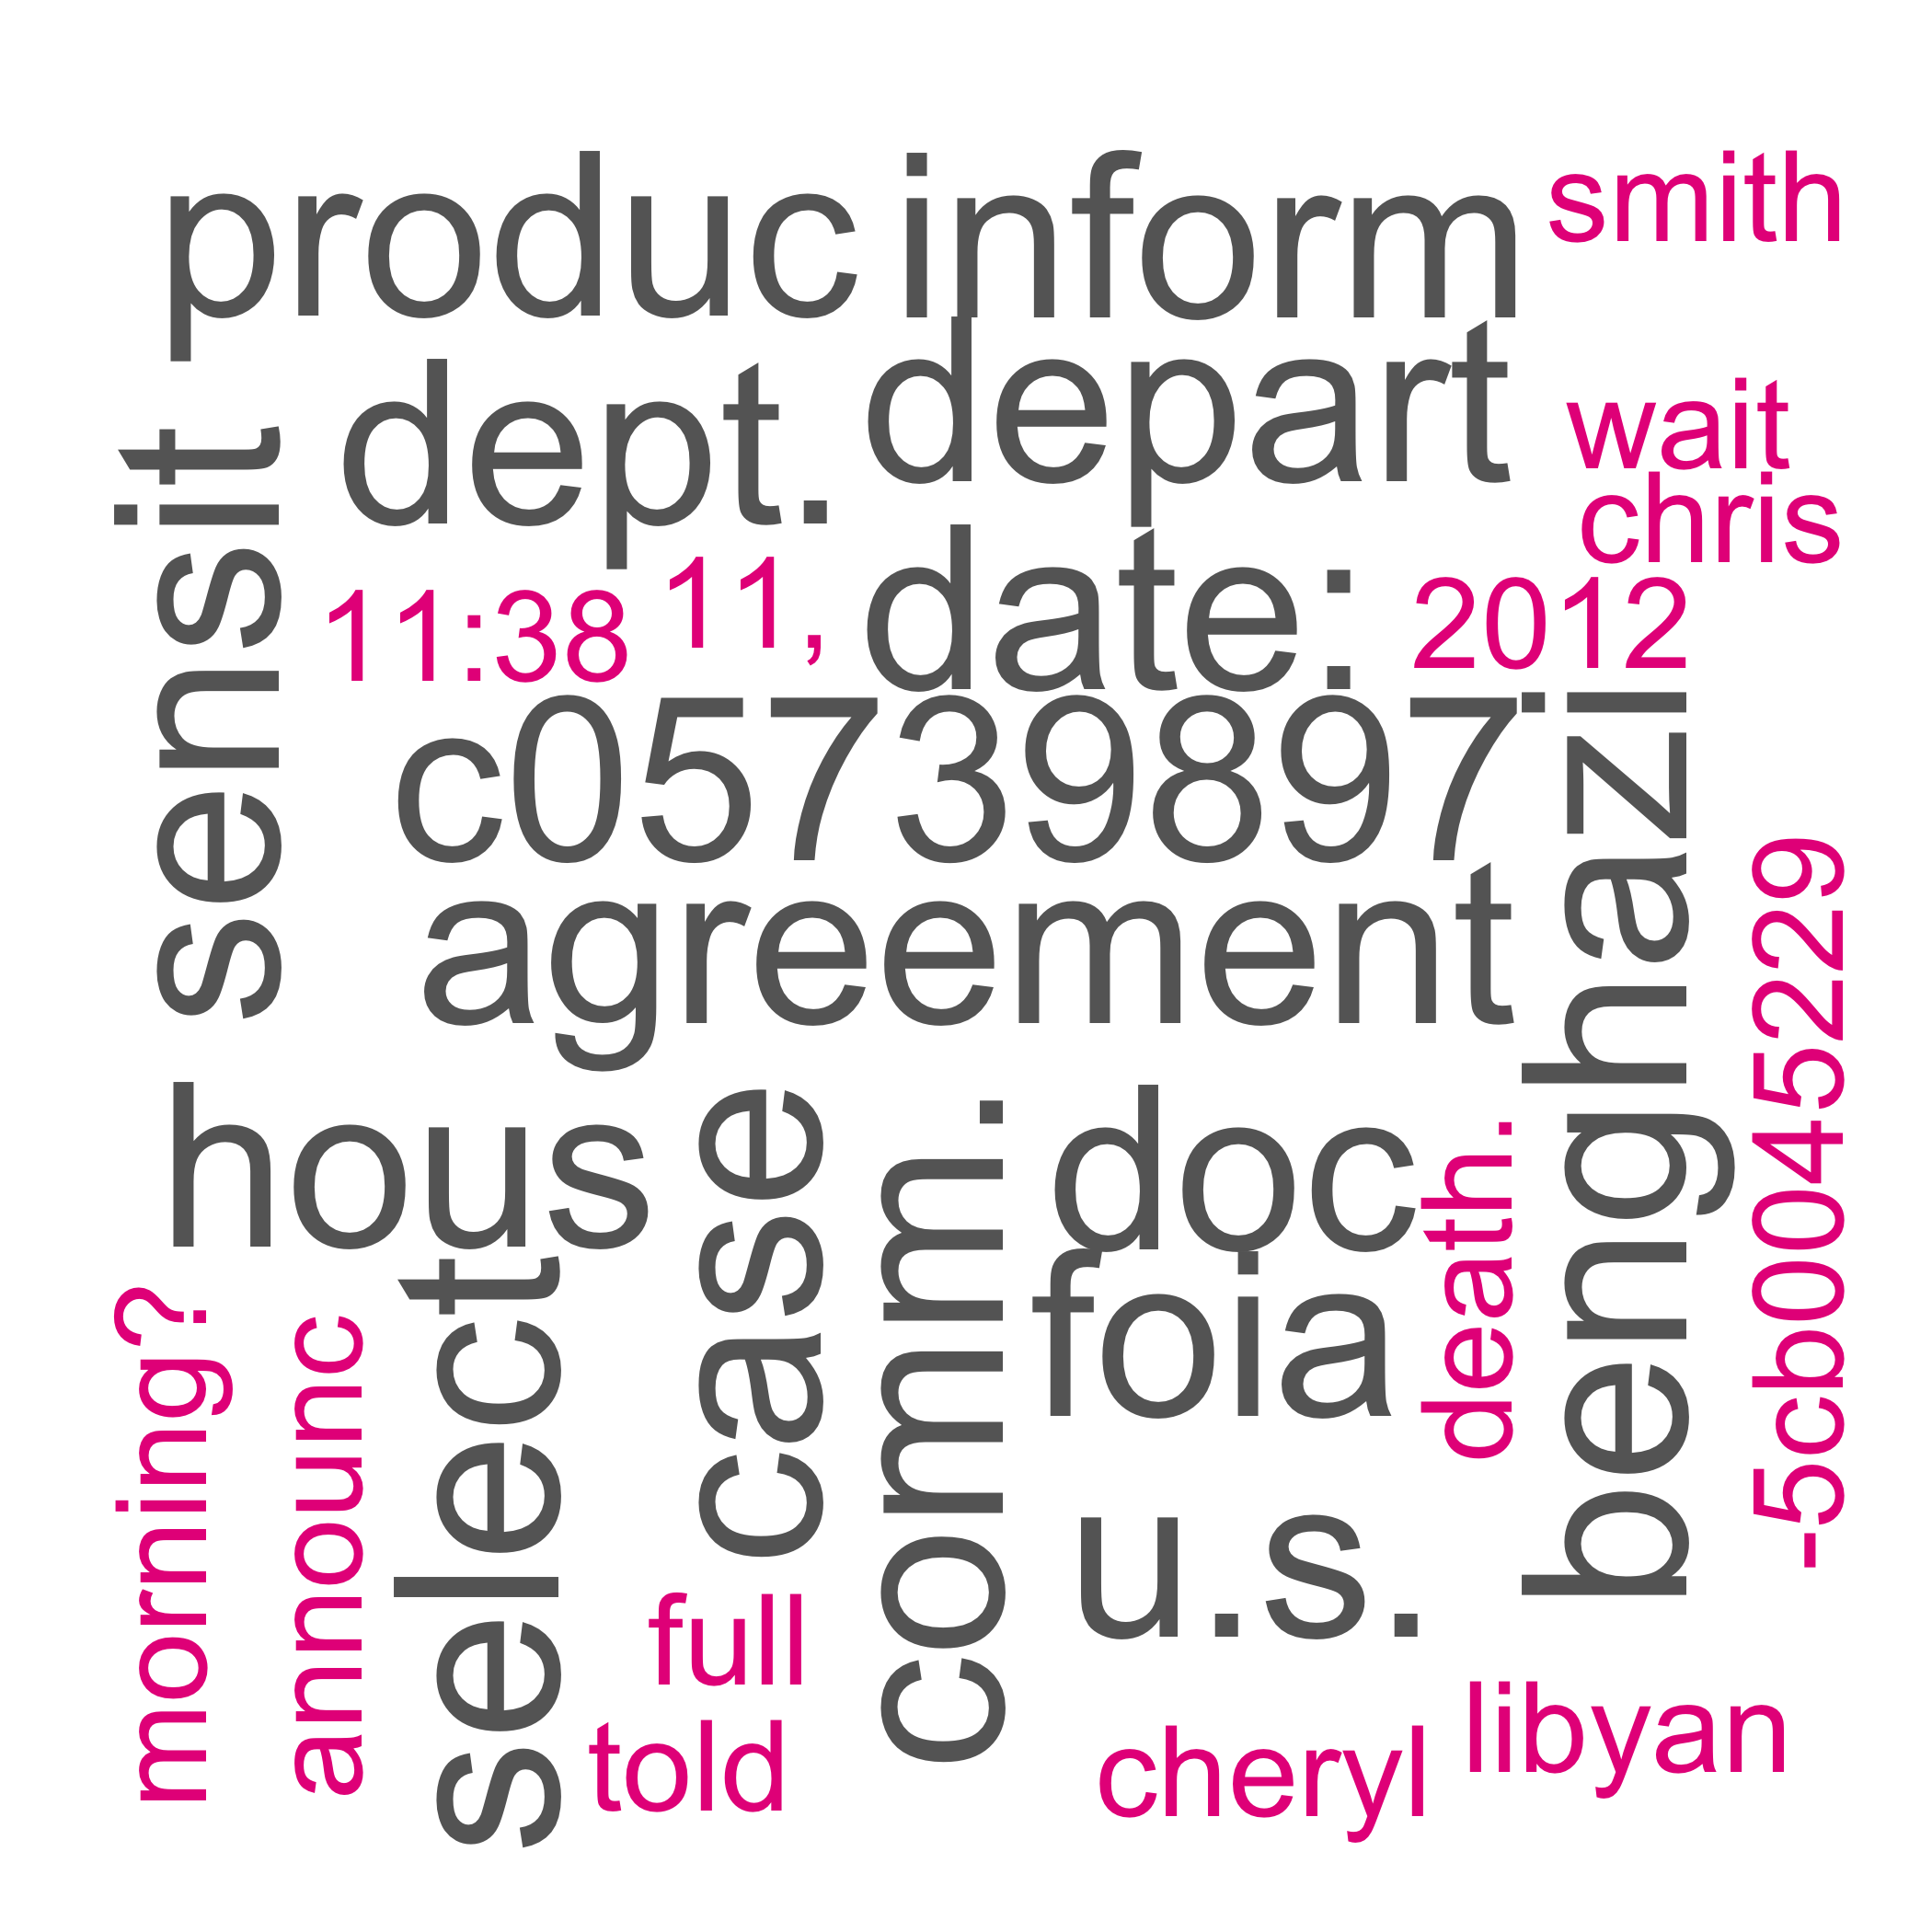 produc inform smith
dept. depart
wait
chris
sensit
11:38 11, date: 2012
c05739897
agreement
benghazi
-5cb0045229
hous
case
comm.
doc
foia
death.
select
morning?
announc
u.s.
full
told
cheryl
libyan